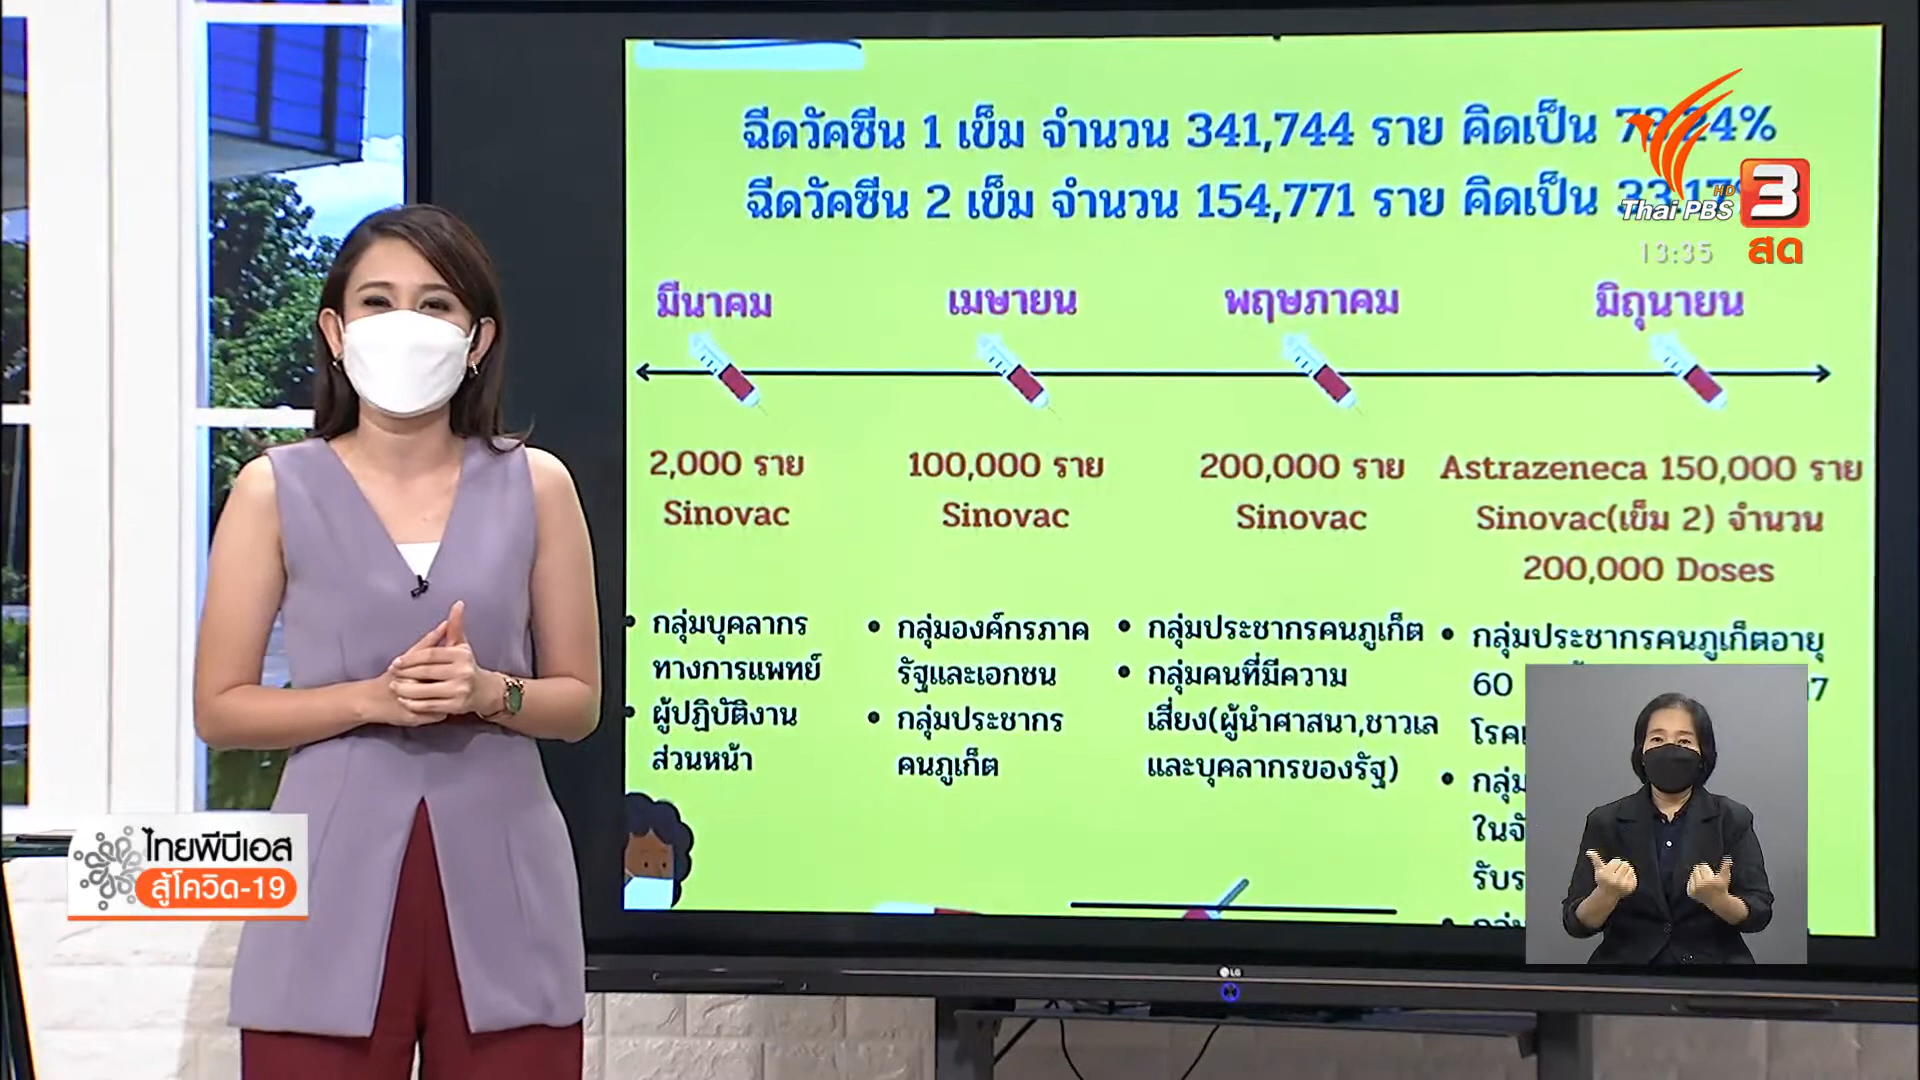 ฉีดวัคซีน 1 เข็ม จำนวน 341,744 ราย คิดเป็น
ฉีดวัคซีน 2 เข็ม จำนวน 154,771 ราย คิดเป็น 33.17
HD
Thai PBS
3
13:35
สด
มีนาคม
เมษายน
พฤษภาคม
มิถุนายน
2,000 ราย
Sinovac
100,000 ราย
Sinovac
200,000 ราย
Sinovac
Astrazeneca 150,000 ราย
Sinovac(เข็ม 2) จำนวน
200,000 Doses
• กลุ่มบุคลากร
ทางการแพทย์
• ผู้ปฏิบัติงาน
ส่วนหน้า
• กลุ่มองค์กรภาค
รัฐและเอกชน
• กลุ่มประชากร
คนภูเก็ต
• กลุ่มประชากรคนภูเก็ต
• กลุ่มคนที่มีความ
เสี่ยง(ผู้นำศาสนา,ชาวเล
และบุคลากรของรัฐ)
• กลุ่มประชากรคนภูเก็ตอายุ
60
ไทยพีบีเอส
สู้โควิด-19
LG